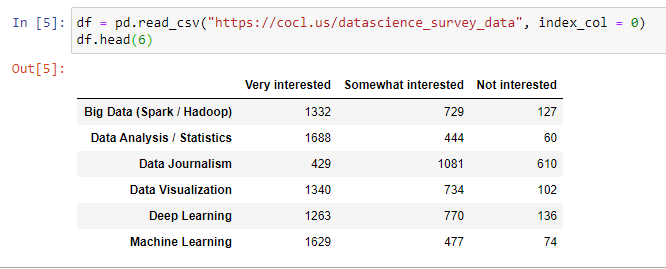 In [5]: df = pd.read_csv("https://cocl.us/datascience_survey_data", index_col = 0)
df.head(6)
Out[5]:
Very interested Somewhat interested Not interested
Big Data (Spark / Hadoop) 1332 729 127
Data Analysis / Statistics 1688 444 60
Data Journalism 429 1081 610
Data Visualization 1340 734 102
Deep Learning 1263 770 136
Machine Learning 1629 477 74